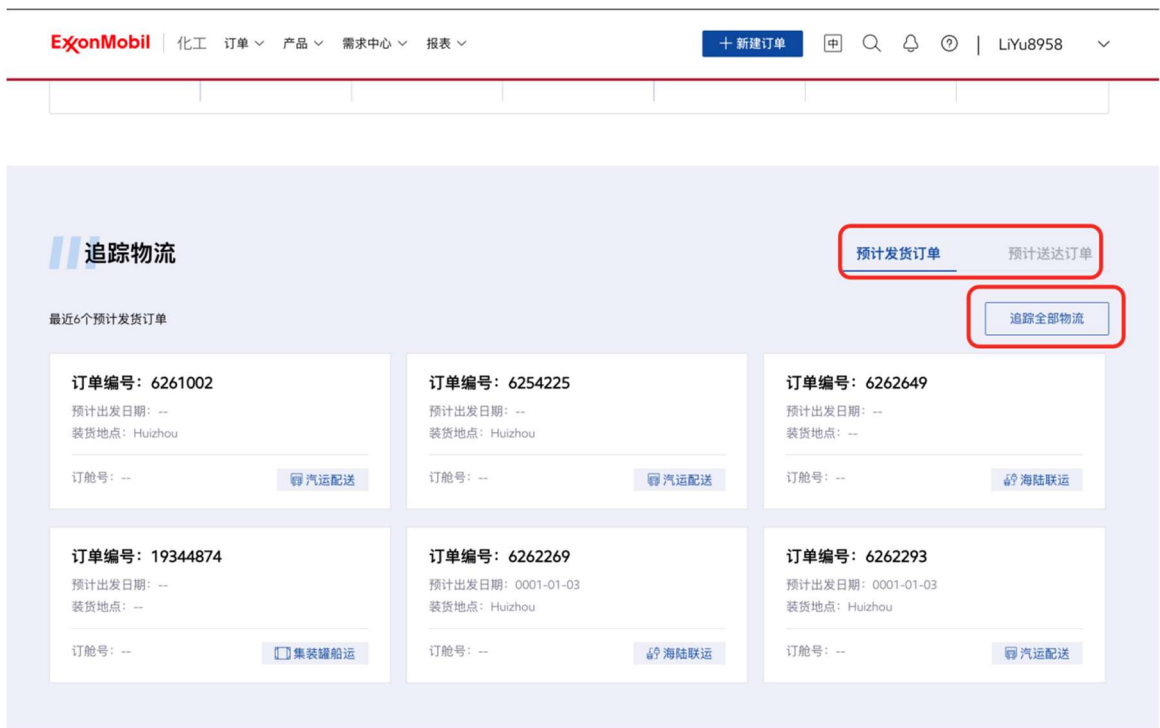 ExxonMobil 化工 订单 产品 需求中心 报表 + 新建订单 中 ? LiYu8958
追踪物流 预计发货订单 预计送达订单
最近6个预计发货订单 追踪全部物流
订单编号：6261002
预计出发日期：--
装货地点：Huizhou
订舱号：-- 汽运配送
订单编号：6254225
预计出发日期：--
装货地点：Huizhou
订舱号：-- 汽运配送
订单编号：6262649
预计出发日期：--
装货地点：--
订舱号：-- 海陆联运
订单编号：19344874
预计出发日期：--
装货地点：--
订舱号：-- 集装罐船运
订单编号：6262269
预计出发日期：0001-01-03
装货地点：Huizhou
订舱号：-- 海陆联运
订单编号：6262293
预计出发日期：0001-01-03
装货地点：Huizhou
订舱号：-- 汽运配送